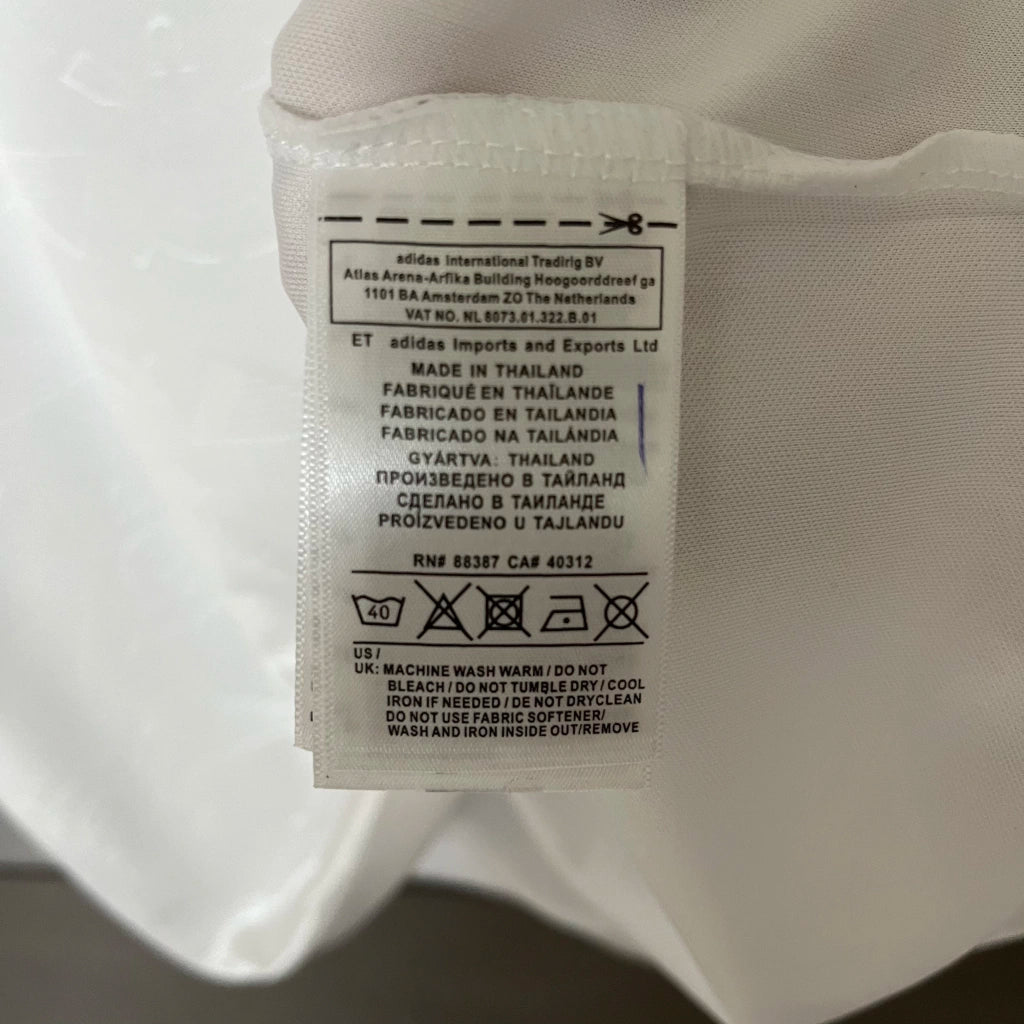 adidas International Tradirig BV
Atlas Arena-Arfika Building Hoogoorddreef ga
1101 BA Amsterdam ZO The Netherlands
VAT NO. NL 8073.01.322.B.01
ET adidas Imports and Exports Ltd
MADE IN THAILAND
FABRIQUÉ EN THAÏLANDE
FABRICADO EN TAILANDIA
FABRICADO NA TAILÂNDIA
GYÁRTVA: THAILAND
ПРОИЗВЕДЕНО В ТАЙЛАНД
СДЕЛАНО В ТАИЛАНДЕ
PROIZVEDENO U TAJLANDU
RN# 88387 CA# 40312
40
US /
UK: MACHINE WASH WARM / DO NOT
BLEACH / DO NOT TUMBLE DRY / COOL
IRON IF NEEDED / DE NOT DRYCLEAN
DO NOT USE FABRIC SOFTENER/
WASH AND IRON INSIDE OUT/REMOVE